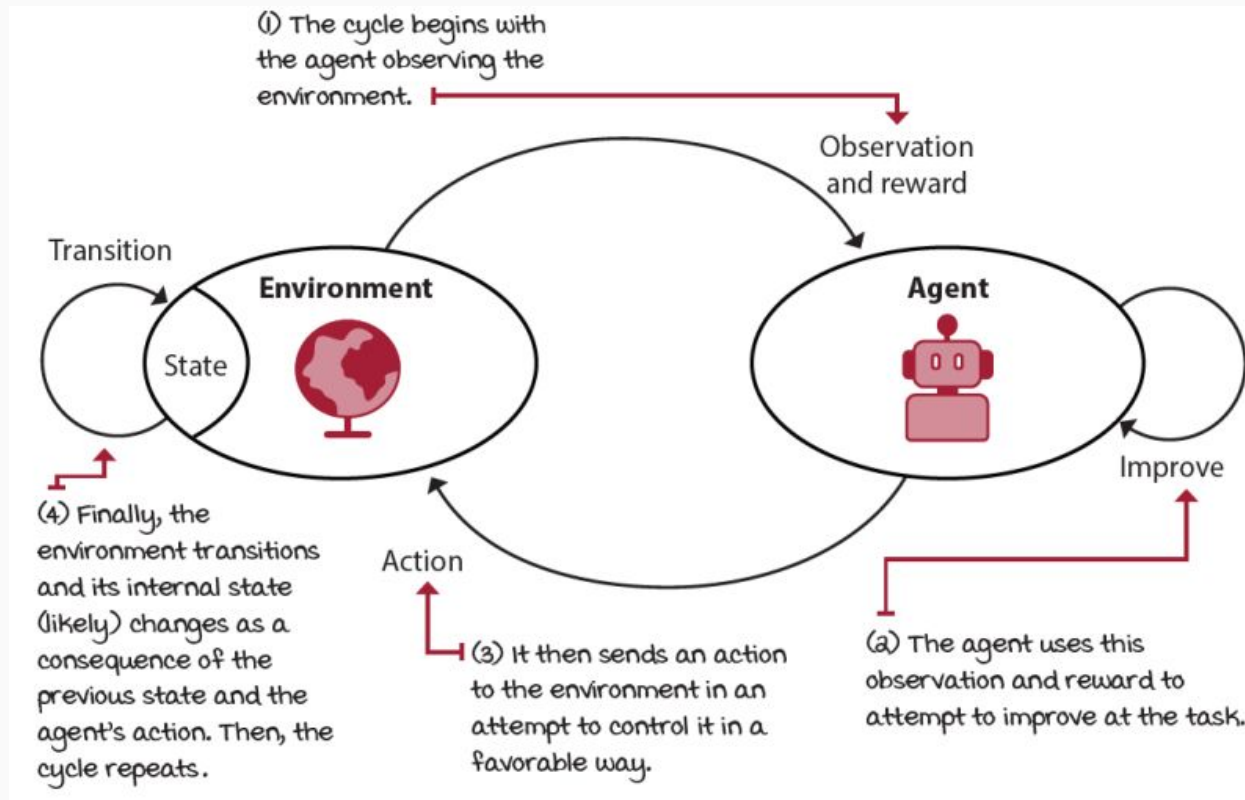 (1) The cycle begins with
the agent observing the
environment.
Observation
and reward
Transition
Environment
Agent
State
Improve
(4) Finally, the
environment transitions
and its internal state
(likely) changes as a
consequence of the
previous state and the
agent's action. Then, the
cycle repeats.
Action
(3) It then sends an action
to the environment in an
attempt to control it in a
favorable way.
(2) The agent uses this
observation and reward to
attempt to improve at the task.